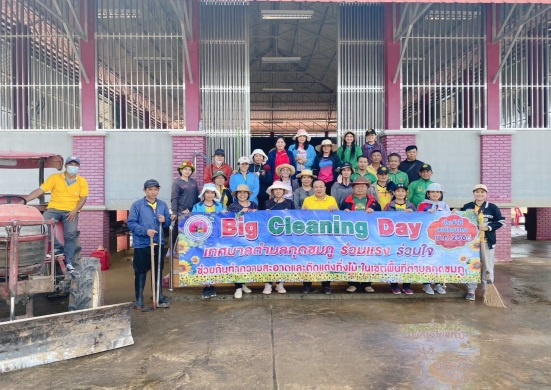 Big Cleaning Day
เทศบาลตำบลกุดชมภู ร่วมแรง ร่วมใจ
ช่วยกันทำความสะอาดและตัดแต่งกิ่งไม้ ในเขตพื้นที่ตำบลกุดชมภู